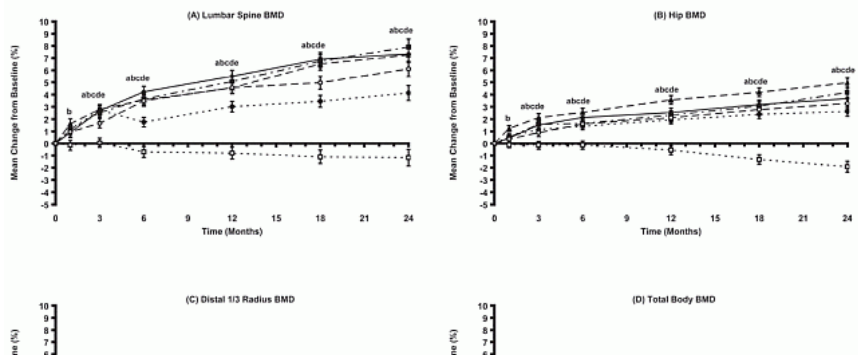 (A) Lumbar Spine BMD
Mean Change from Baseline (%)
10
9
8
7
6
5
4
3
2
1
0
-1
-2
-3
-4
-5
b
abcde
abcde
abcde
abcde
abcde
0 3 6 9 12 15 18 21 24
Time (Months)
(B) Hip BMD
Mean Change from Baseline (%)
10
9
8
7
6
5
4
3
2
1
0
-1
-2
-3
-4
-5
b
abcde
abcde
abcde
abcde
abcde
0 3 6 9 12 15 18 21 24
Time (Months)
(C) Distal 1/3 Radius BMD
ne (%)
10
9
8
7
6
(D) Total Body BMD
ne (%)
10
9
8
7
6